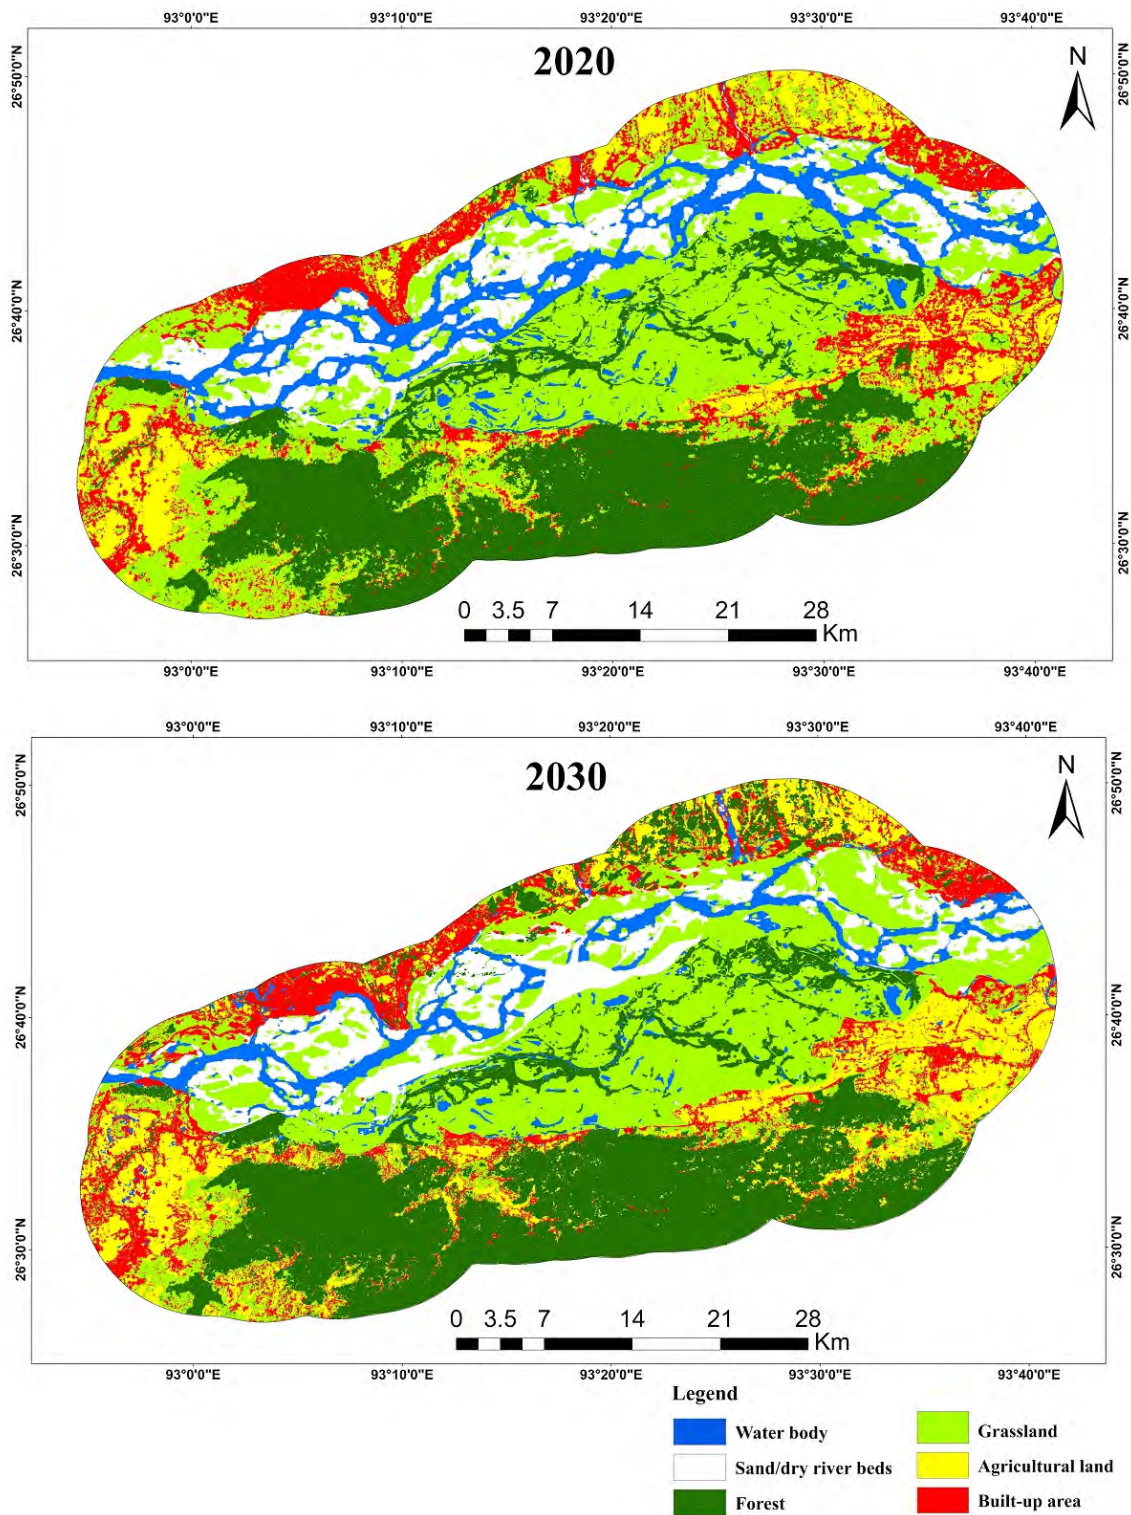 93°0'0"E 93°10'0"E 93°20'0"E 93°30'0"E 93°40'0"E
2020
N
26°50'0"N 26°50'0"N
26°40'0"N 26°40'0"N
26°30'0"N 26°30'0"N
0 3.5 7 14 21 28
Km
93°0'0"E 93°10'0"E 93°20'0"E 93°30'0"E 93°40'0"E
93°0'0"E 93°10'0"E 93°20'0"E 93°30'0"E 93°40'0"E
2030
N
26°50'0"N 26°50'0"N
26°40'0"N 26°40'0"N
26°30'0"N 26°30'0"N
0 3.5 7 14 21 28
Km
93°0'0"E 93°10'0"E 93°20'0"E 93°30'0"E 93°40'0"E
Legend
Water body Grassland
Sand/dry river beds Agricultural land
Forest Built-up area